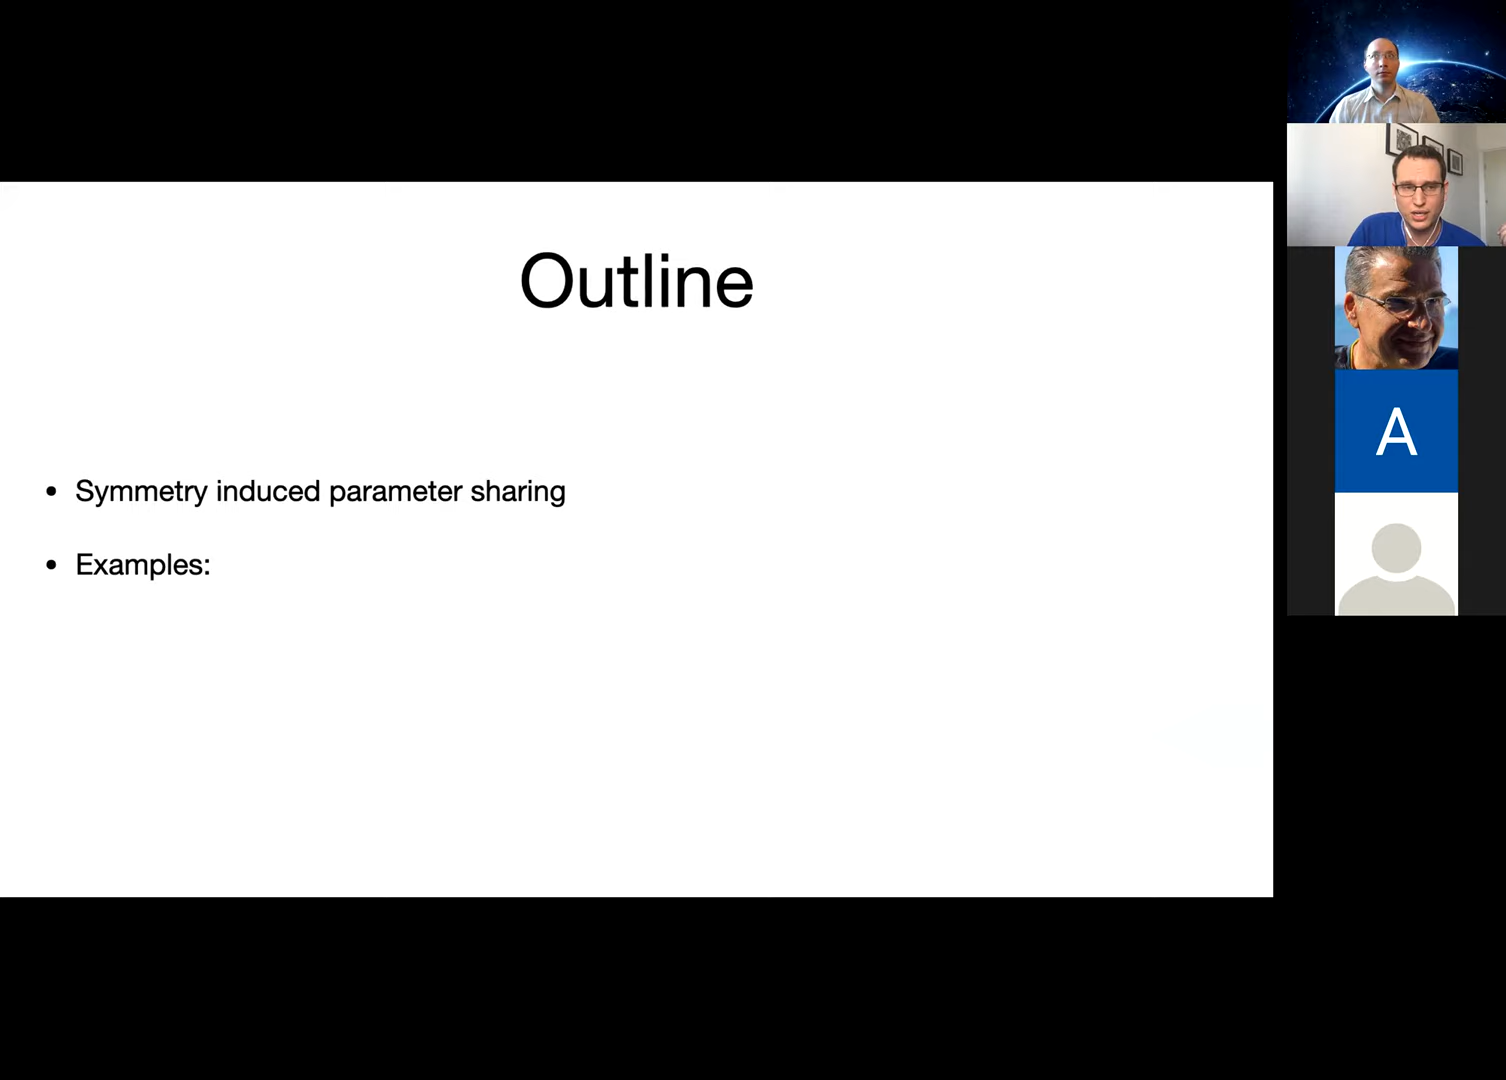 Outline
• Symmetry induced parameter sharing
• Examples:
A